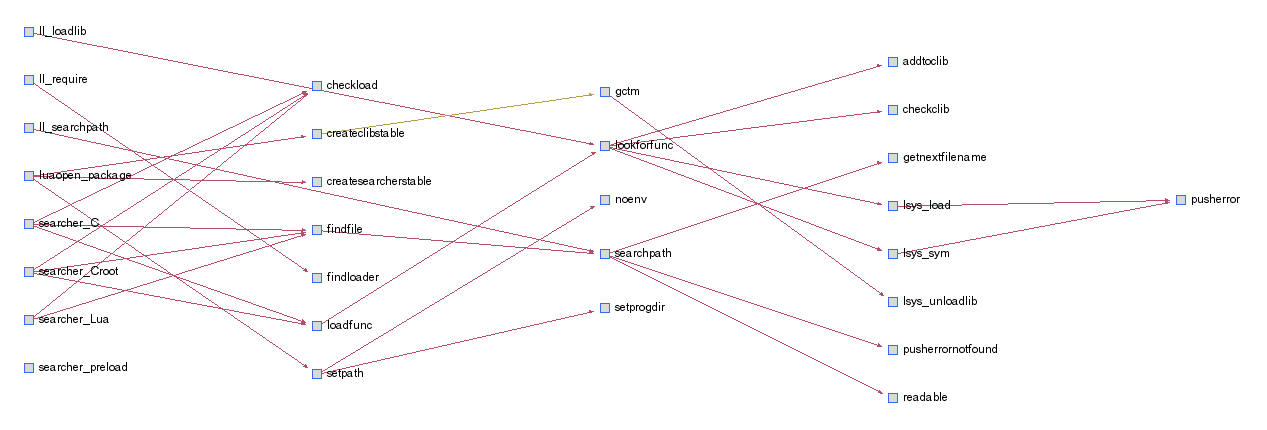 ll_loadlib
ll_require
ll_searchpath
luaopen_package
searcher_C
searcher_Croot
searcher_Lua
searcher_preload
checkload
createclibstable
createsearcherstable
findfile
findloader
loadfunc
setpath
gctm
lookforfunc
noenv
searchpath
setprogdir
addtoclib
checkclib
getnextfilename
lsys_load
lsys_sym
lsys_unloadlib
pusherrornotfound
readable
pusherror